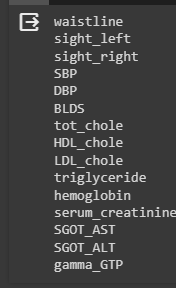 waistline
sight_left
sight_right
SBP
DBP
BLDS
tot_chole
HDL_chole
LDL_chole
triglyceride
hemoglobin
serum_creatinine
SGOT_AST
SGOT_ALT
gamma_GTP